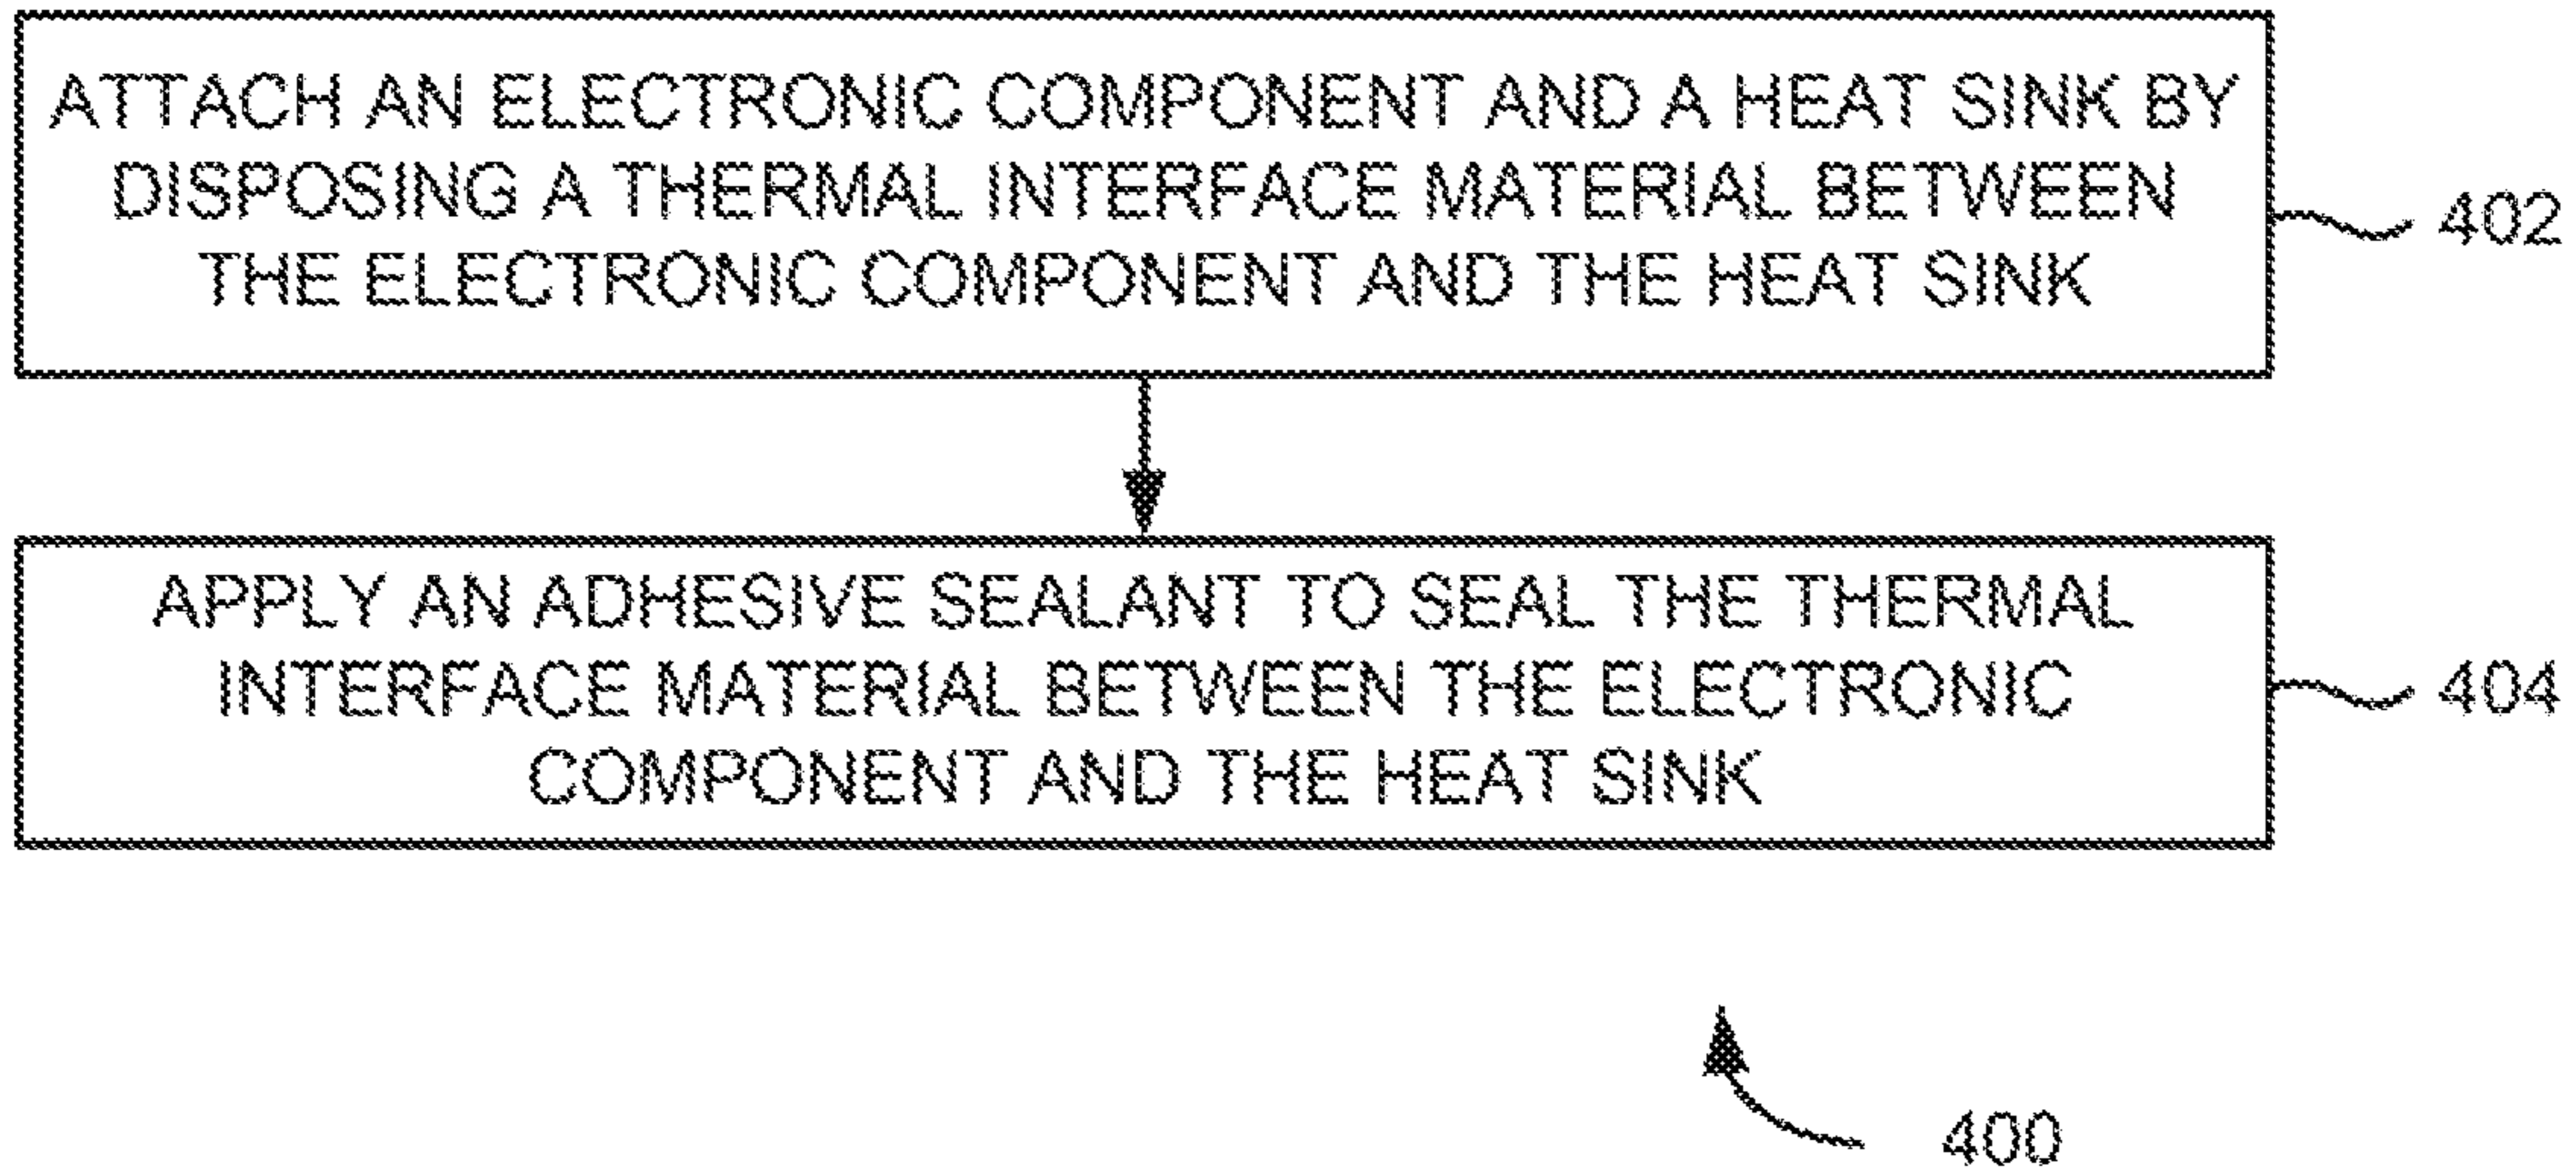 ATTACH AN ELECTRONIC COMPONENT AND A HEAT SINK BY
DISPOSING A THERMAL INTERFACE MATERIAL BETWEEN
THE ELECTRONIC COMPONENT AND THE HEAT SINK
402
APPLY AN ADHESIVE SEALANT TO SEAL THE THERMAL
INTERFACE MATERIAL BETWEEN THE ELECTRONIC
COMPONENT AND THE HEAT SINK
404
400